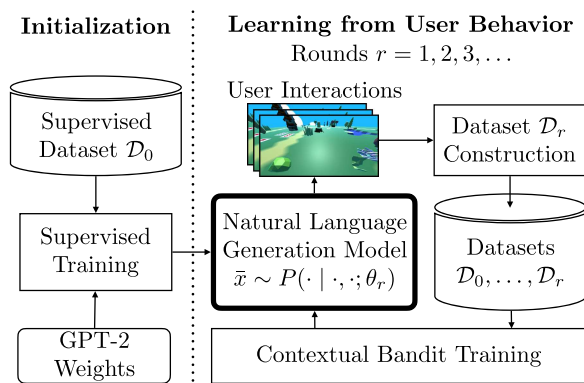 Initialization
Supervised
Dataset 𝒟₀
Supervised
Training
GPT-2
Weights
Learning from User Behavior
Rounds r = 1, 2, 3, . . .
User Interactions
Dataset 𝒟ᵣ
Construction
Natural Language
Generation Model
x̄ ∼ P(· | ·, ·; θᵣ)
Datasets
𝒟₀, . . . , 𝒟ᵣ
Contextual Bandit Training